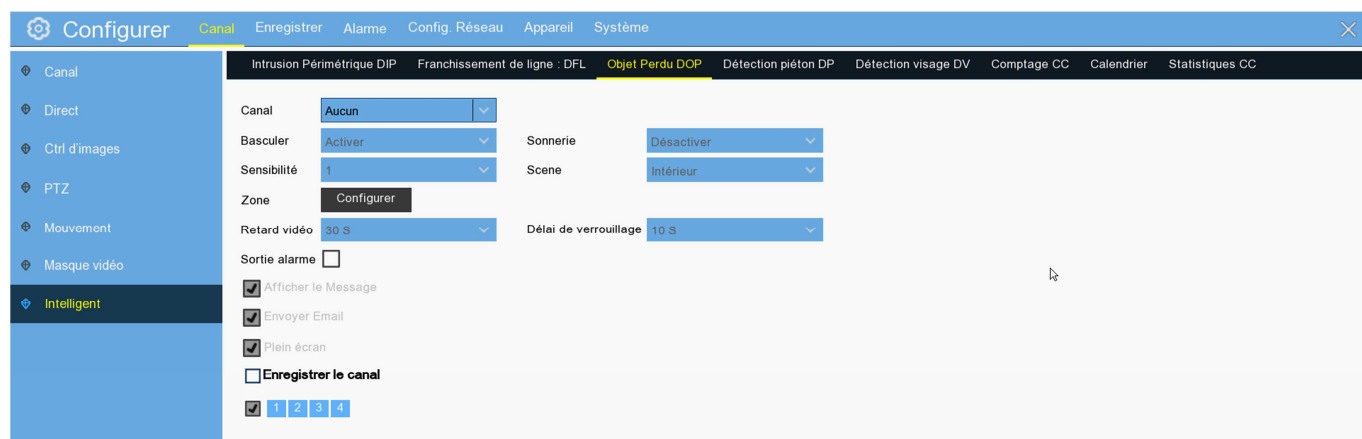 Configurer Canal Enregistrer Alarme Config. Réseau Appareil Système
Canal
Direct
Ctrl d'images
PTZ
Mouvement
Masque vidéo
Intelligent
Intrusion Périmétrique DIP Franchissement de ligne : DFL Objet Perdu DOP Détection piéton DP Détection visage DV Comptage CC Calendrier Statistiques CC
Canal Aucun
Basculer Activer Sonnerie Désactiver
Sensibilité 1 Scene Intérieur
Zone Configurer
Retard vidéo 30 S Délai de verrouillage 10 S
Sortie alarme
Afficher le Message
Envoyer Email
Plein écran
Enregistrer le canal
1 2 3 4